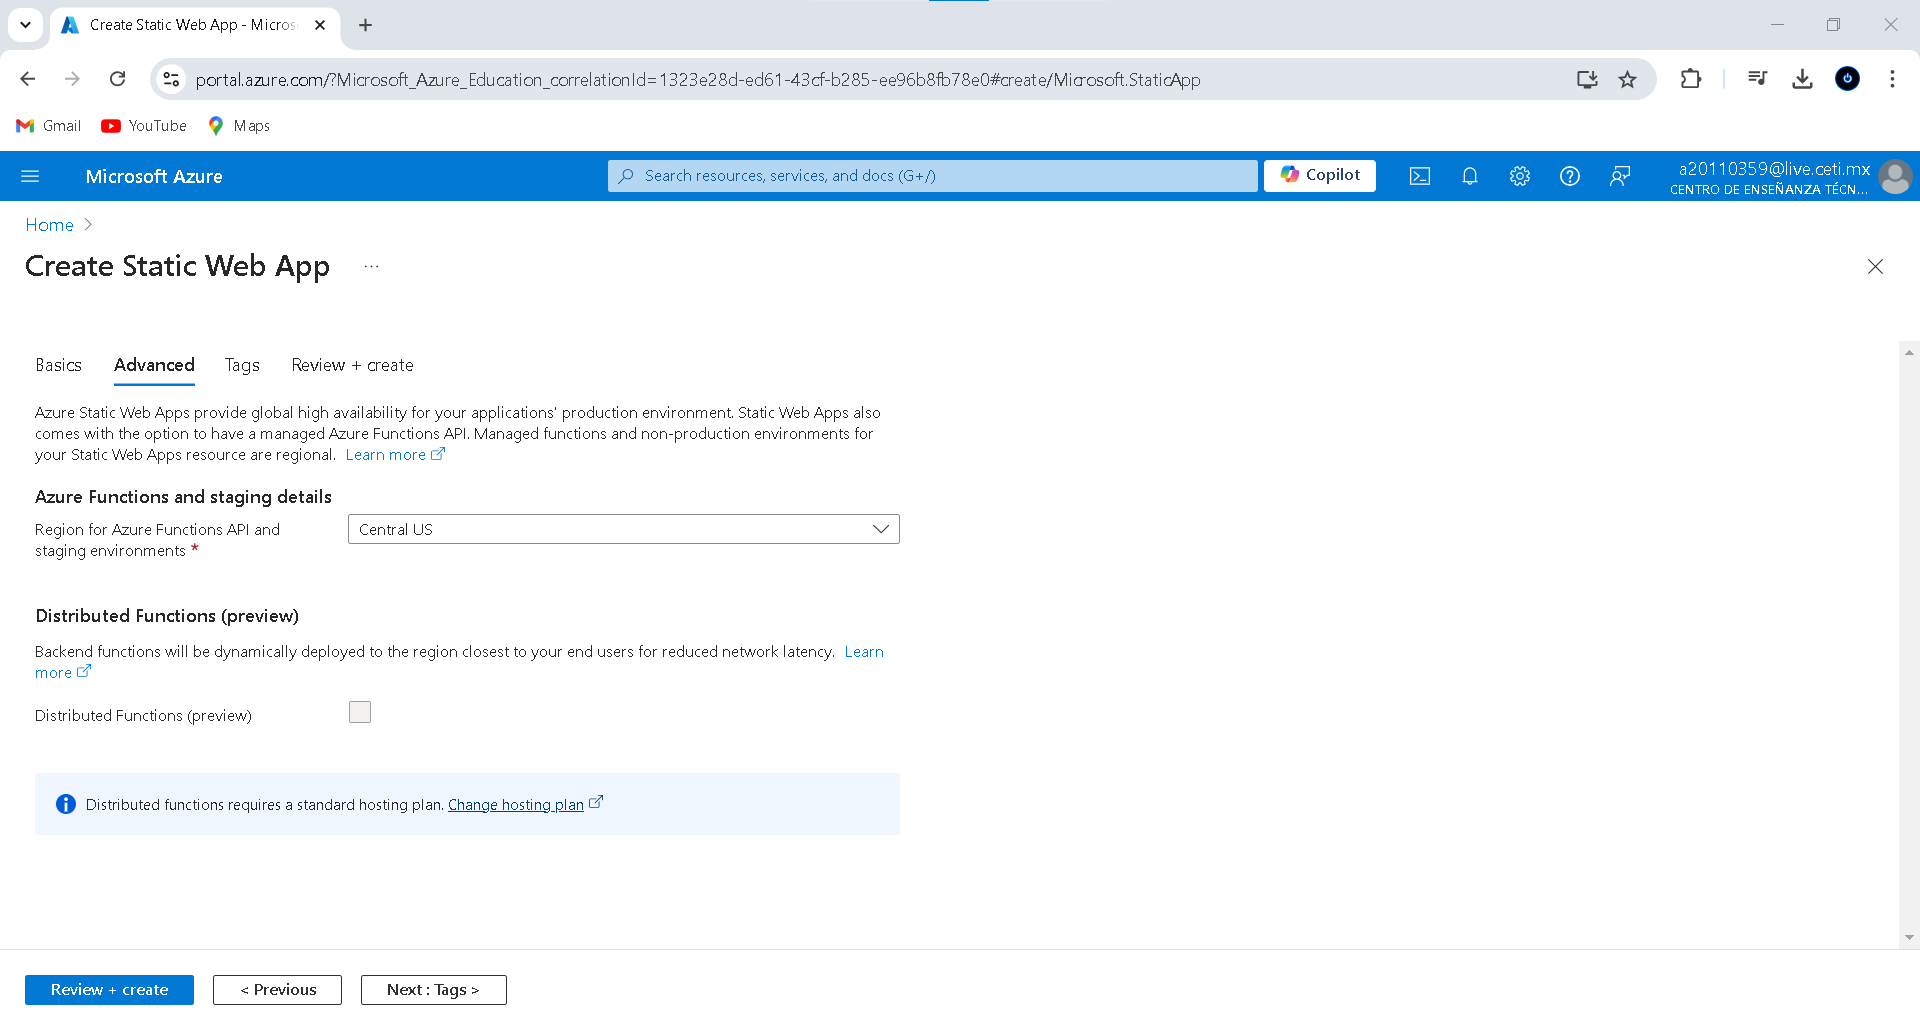 Create Static Web App - Micros
portal.azure.com/?Microsoft_Azure_Education_correlationId=1323e28d-ed61-43cf-b285-ee96b8fb78e0#create/Microsoft.StaticApp
Gmail YouTube Maps
Microsoft Azure
Search resources, services, and docs (G+/)
Copilot
a20110359@live.ceti.mx
CENTRO DE ENSEÑANZA TÉCN...
Home >
Create Static Web App ...
Basics Advanced Tags Review + create
Azure Static Web Apps provide global high availability for your applications' production environment. Static Web Apps also
comes with the option to have a managed Azure Functions API. Managed functions and non-production environments for
your Static Web Apps resource are regional. Learn more
Azure Functions and staging details
Region for Azure Functions API and
staging environments *
Central US
Distributed Functions (preview)
Backend functions will be dynamically deployed to the region closest to your end users for reduced network latency. Learn
more
Distributed Functions (preview)
Distributed functions requires a standard hosting plan. Change hosting plan
Review + create < Previous Next : Tags >